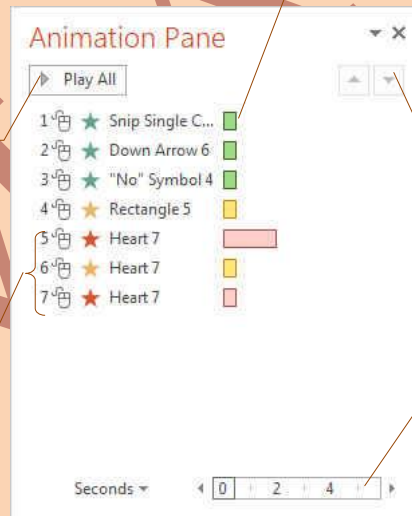 Animation Pane
Play All
1 Snip Single C...
2 Down Arrow 6
3 "No" Symbol 4
4 Rectangle 5
5 Heart 7
6 Heart 7
7 Heart 7
Seconds 0 2 4